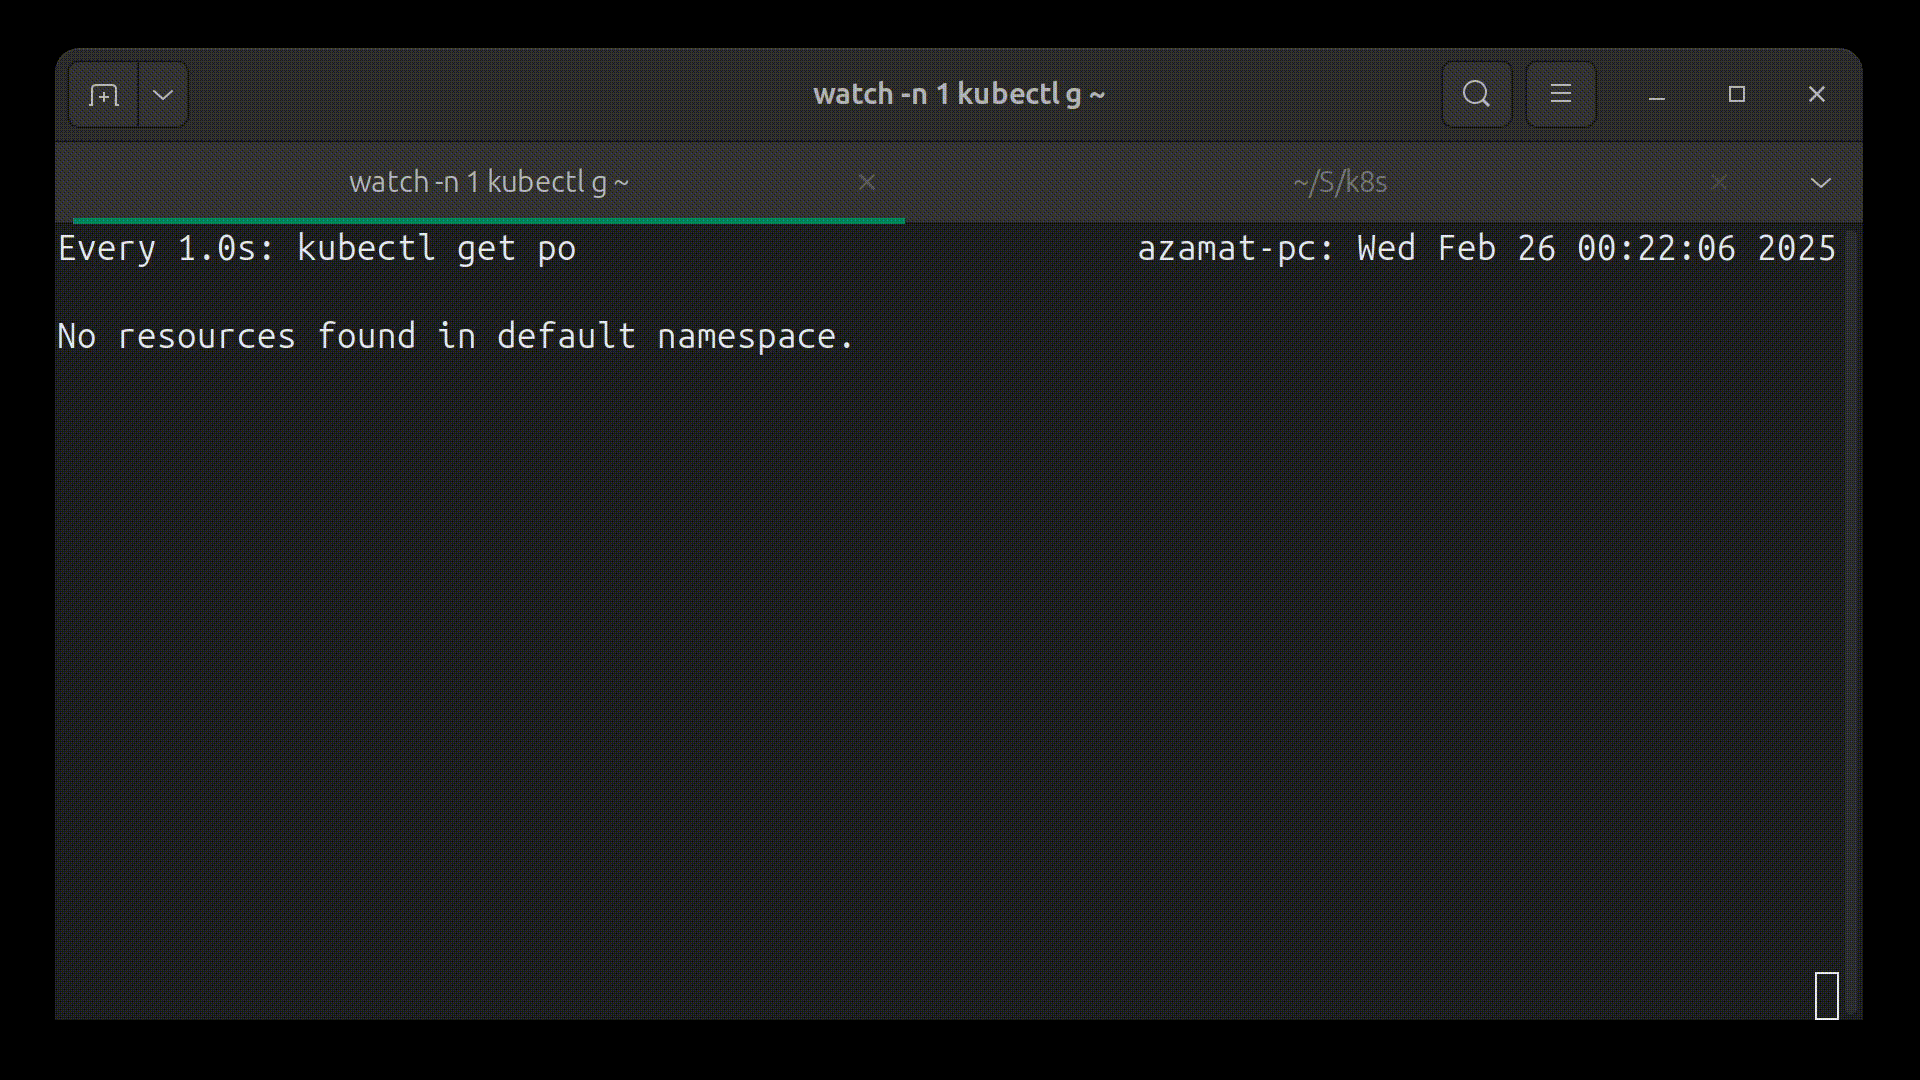 watch -n 1 kubectl g ~
watch -n 1 kubectl g ~
~/S/k8s
Every 1.0s: kubectl get po azamat-pc: Wed Feb 26 00:22:06 2025
No resources found in default namespace.